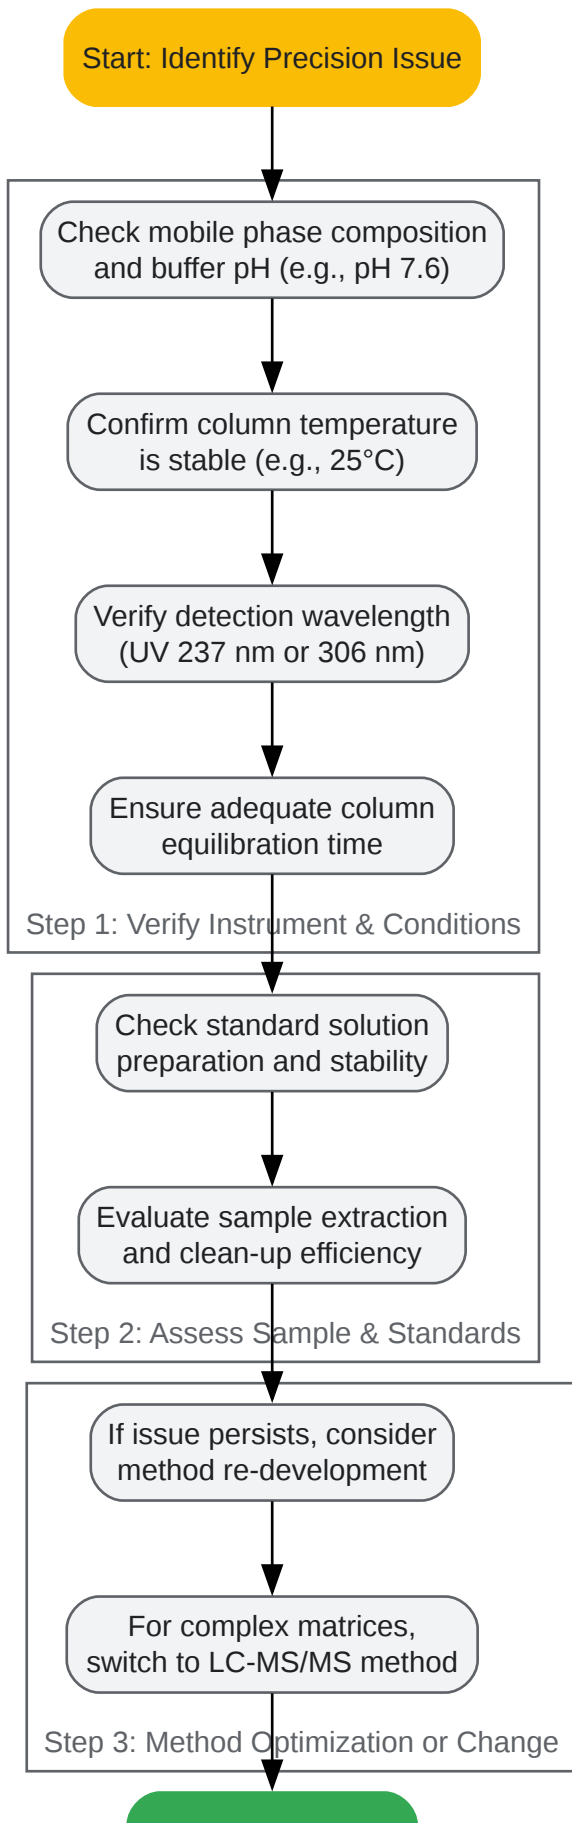 Start: Identify Precision Issue
Check mobile phase composition
and buffer pH (e.g., pH 7.6)
Confirm column temperature
is stable (e.g., 25°C)
Verify detection wavelength
(UV 237 nm or 306 nm)
Ensure adequate column
equilibration time
Step 1: Verify Instrument & Conditions
Check standard solution
preparation and stability
Evaluate sample extraction
and clean-up efficiency
Step 2: Assess Sample & Standards
If issue persists, consider
method re-development
For complex matrices,
switch to LC-MS/MS method
Step 3: Method Optimization or Change